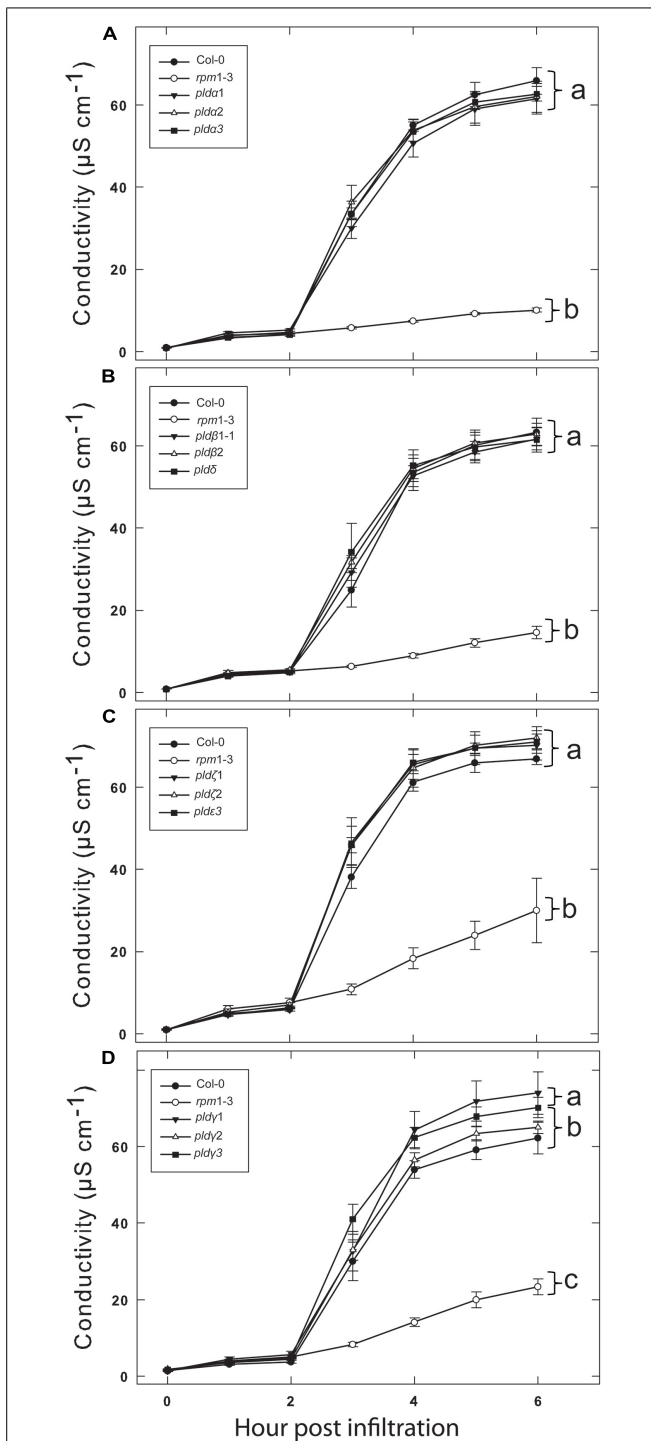 A
Col-0
rpm1-3
pldα1
pldα2
pldα3
60
40
20
0
Conductivity (µS cm⁻¹)
a
b
B
Col-0
rpm1-3
pldβ1-1
pldβ2
pldδ
60
40
20
0
Conductivity (µS cm⁻¹)
a
b
C
Col-0
rpm1-3
pldζ1
pldζ2
pldε3
60
40
20
0
Conductivity (µS cm⁻¹)
a
b
D
Col-0
rpm1-3
pldγ1
pldγ2
pldγ3
60
40
20
0
Conductivity (µS cm⁻¹)
a
b
c
0 2 4 6
Hour post infiltration